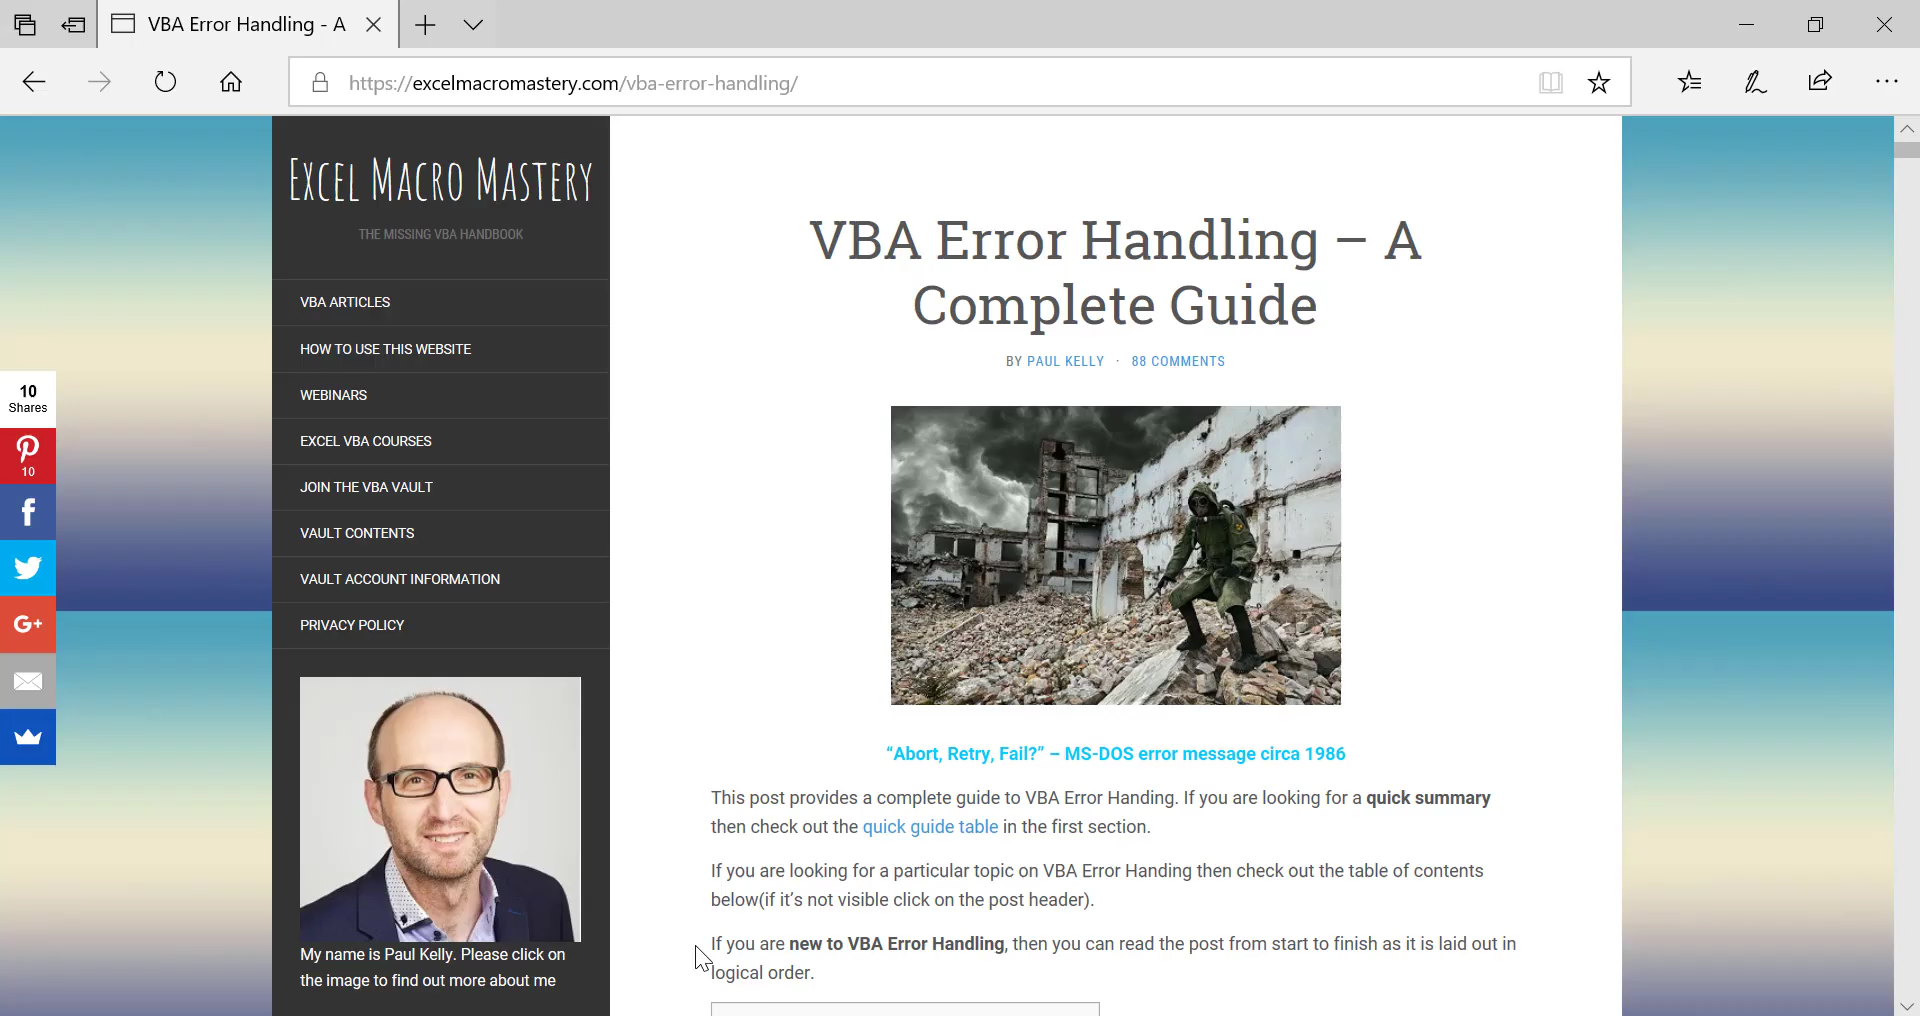 VBA Error Handling - A
https://excelmacromastery.com/vba-error-handling/
EXCEL MACRO MASTERY
THE MISSING VBA HANDBOOK
VBA ARTICLES
HOW TO USE THIS WEBSITE
WEBINARS
EXCEL VBA COURSES
JOIN THE VBA VAULT
VAULT CONTENTS
VAULT ACCOUNT INFORMATION
PRIVACY POLICY
My name is Paul Kelly. Please click on
the image to find out more about me
10
Shares
10
f
G+
VBA Error Handling – A
Complete Guide
BY PAUL KELLY · 88 COMMENTS
“Abort, Retry, Fail?” – MS-DOS error message circa 1986
This post provides a complete guide to VBA Error Handing. If you are looking for a quick summary
then check out the quick guide table in the first section.
If you are looking for a particular topic on VBA Error Handing then check out the table of contents
below(if it’s not visible click on the post header).
If you are new to VBA Error Handling, then you can read the post from start to finish as it is laid out in
logical order.